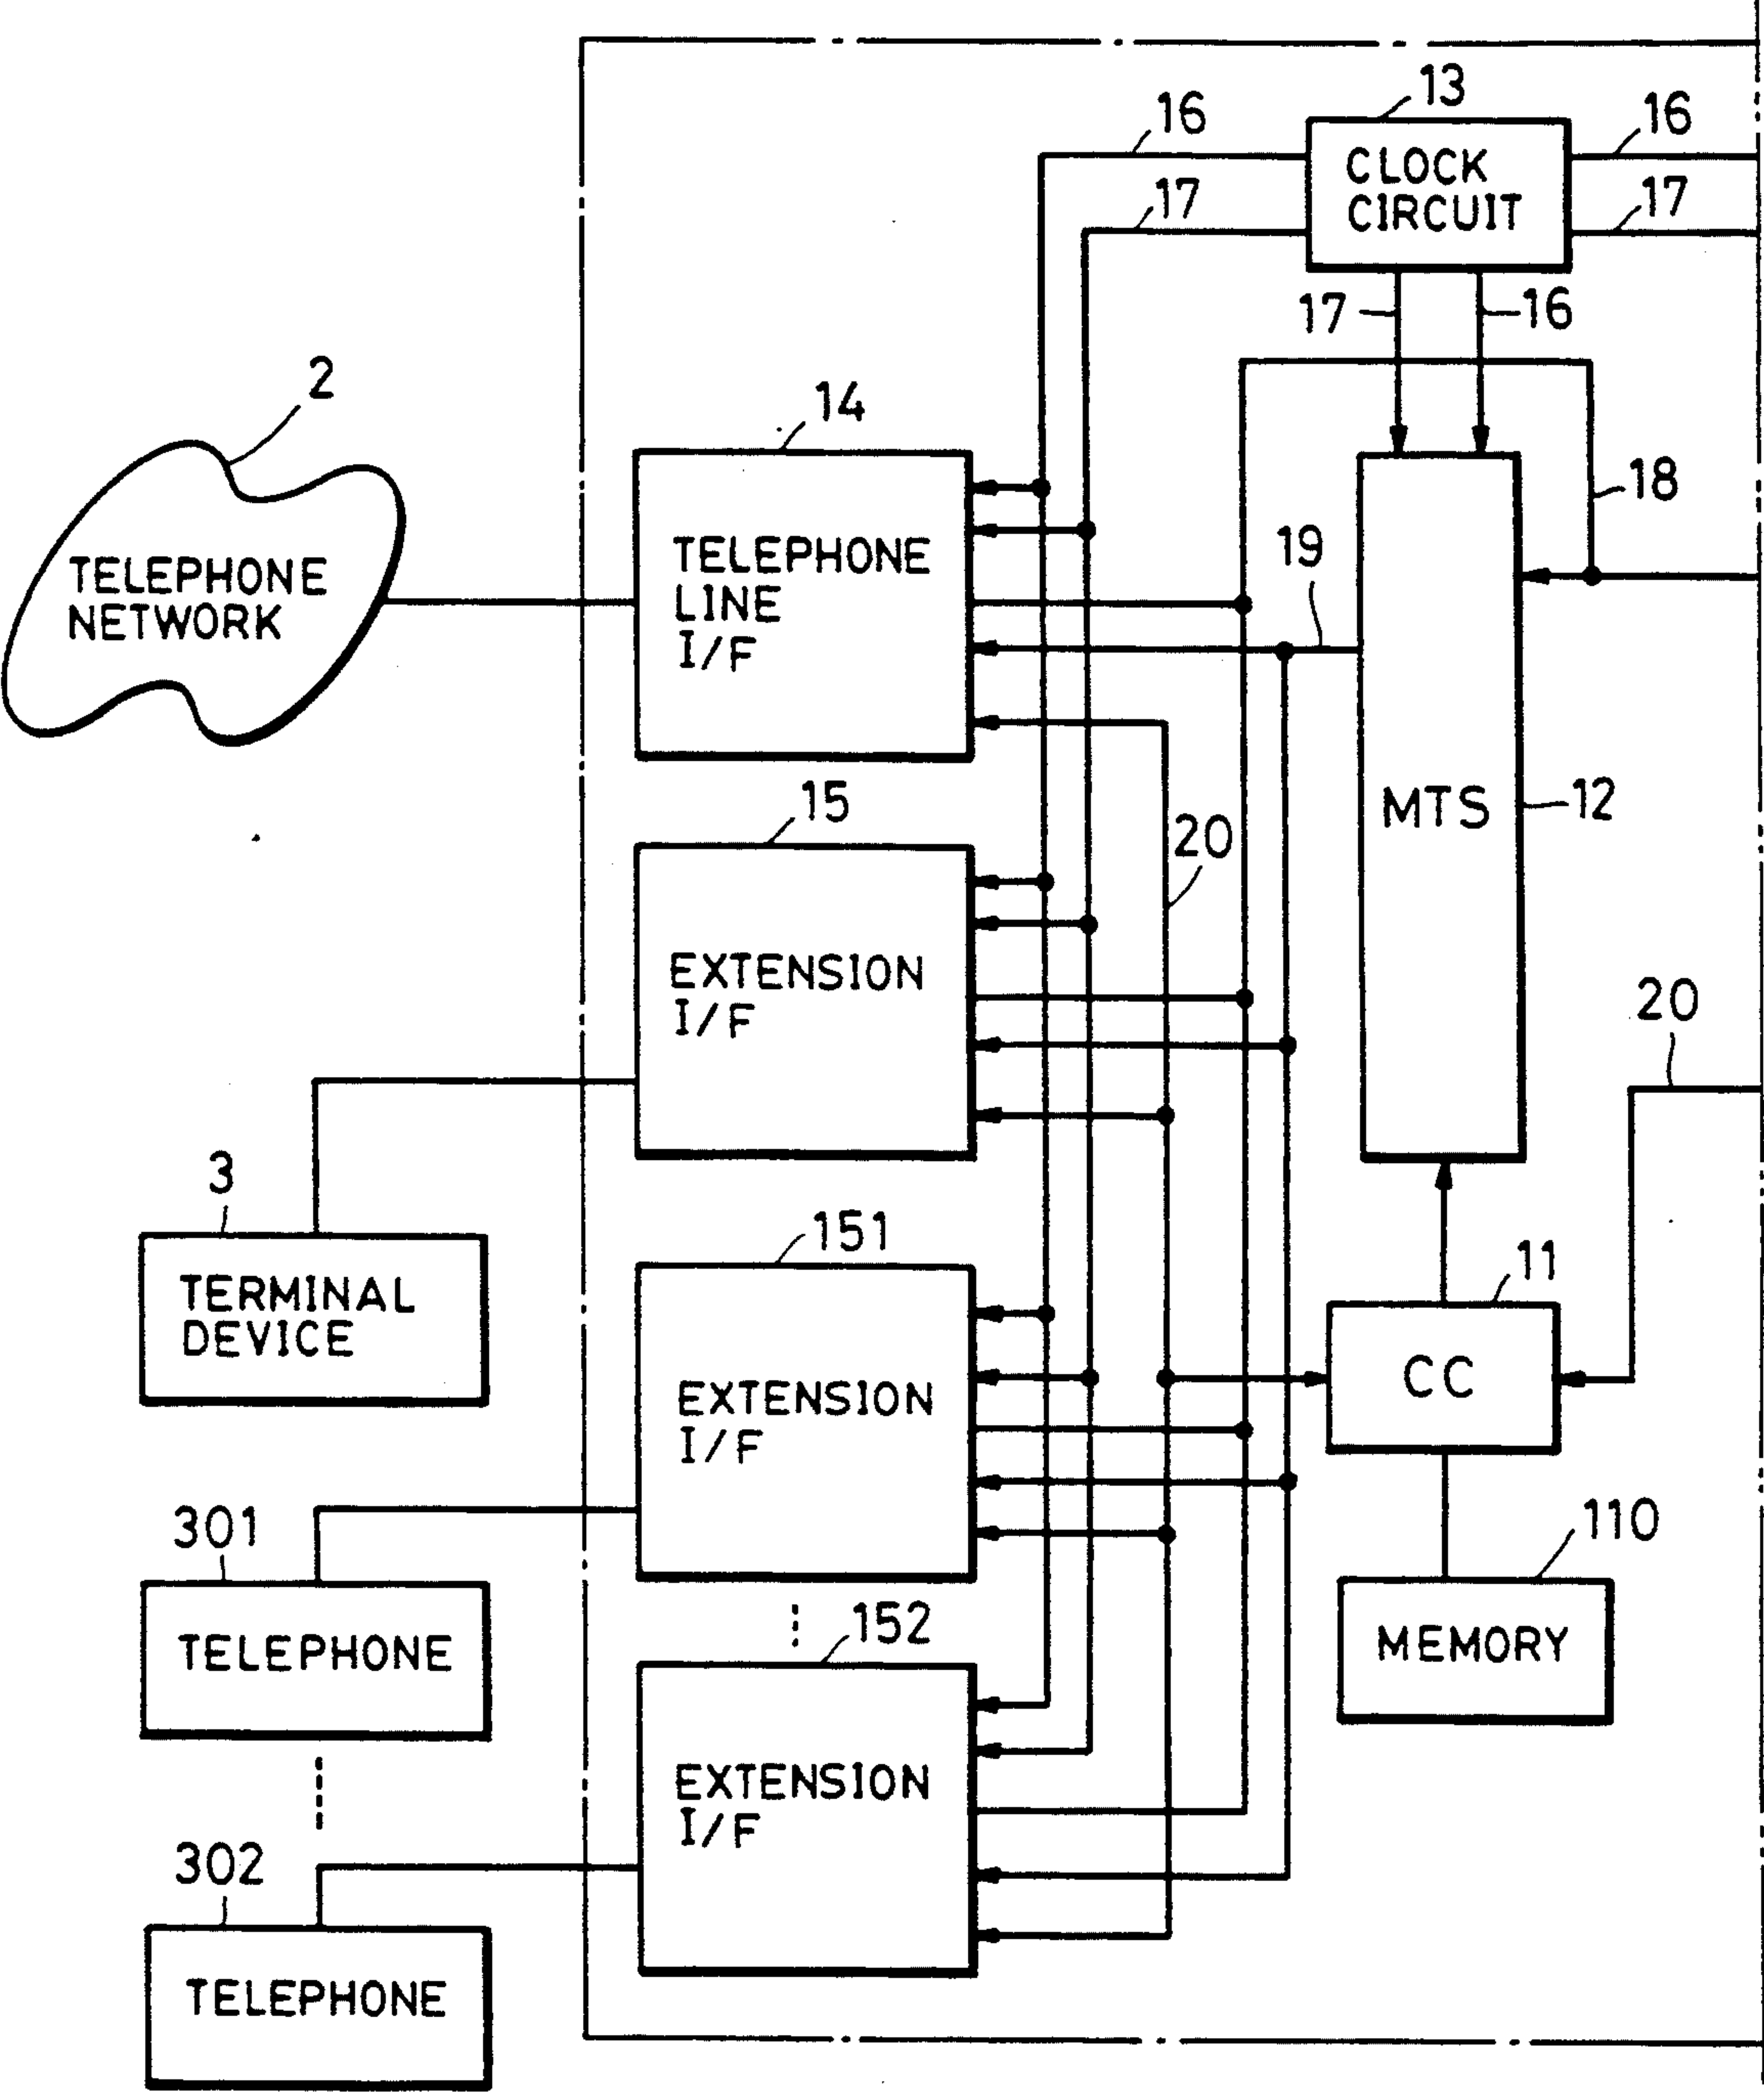 13
16
16
CLOCK
CIRCUIT
17
17
17
16
2
14
18
TELEPHONE
NETWORK
TELEPHONE
LINE
I/F
19
15
20
MTS
12
EXTENSION
I/F
20
3
151
11
TERMINAL
DEVICE
CC
EXTENSION
I/F
301
110
152
TELEPHONE
MEMORY
EXTENSION
I/F
302
TELEPHONE